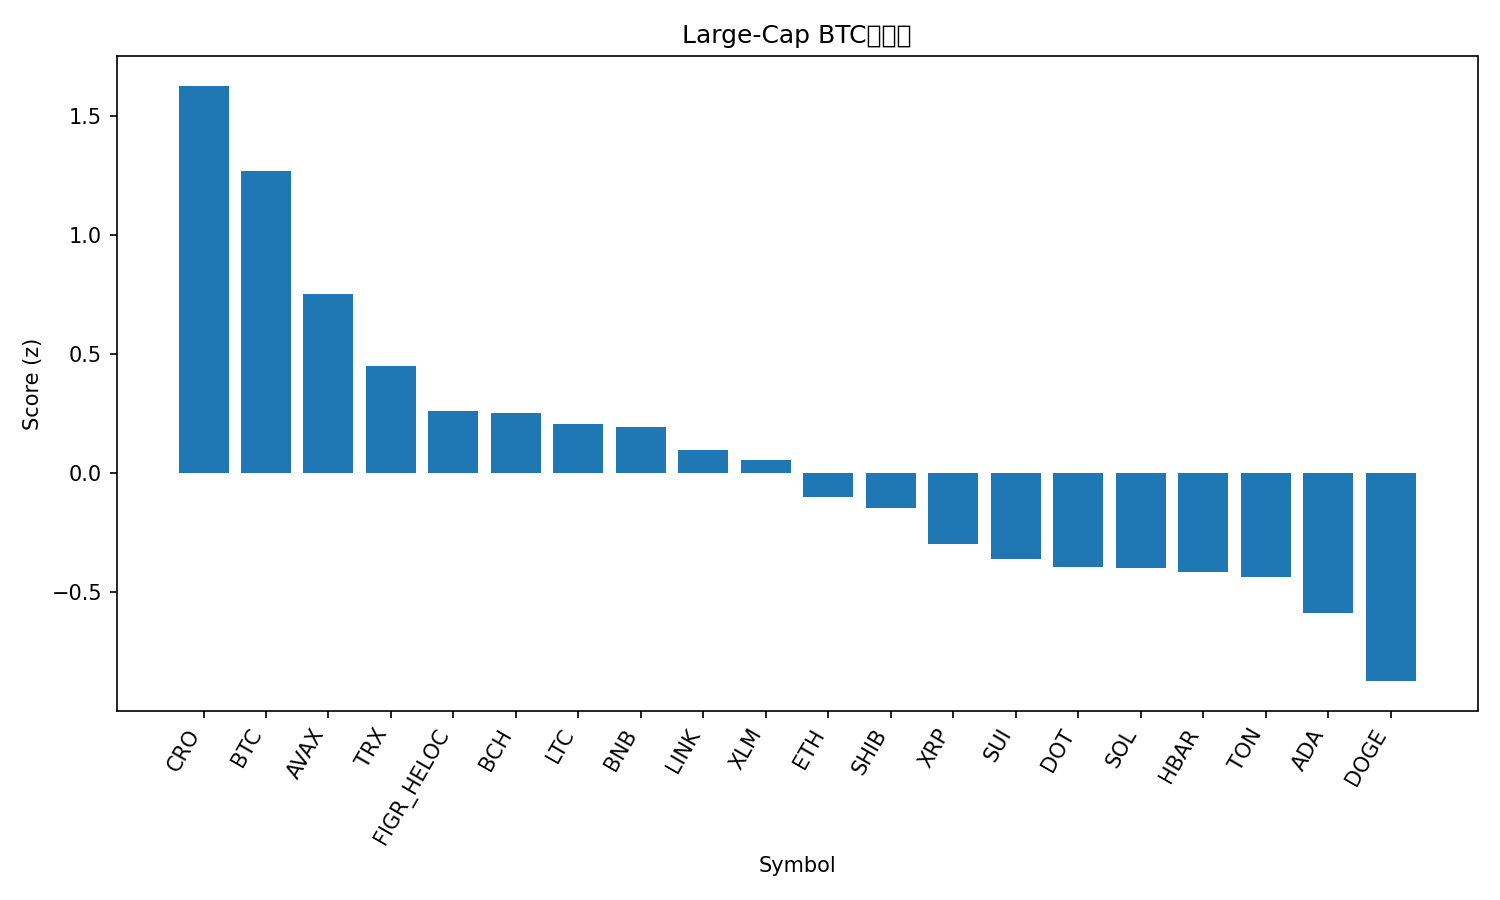 Large-Cap BTC
1.5
1.0
0.5
0.0
−0.5
Score (z)
CRO
BTC
AVAX
TRX
FIGR_HELOC
BCH
LTC
BNB
LINK
XLM
ETH
SHIB
XRP
SUI
DOT
SOL
HBAR
TON
ADA
DOGE
Symbol